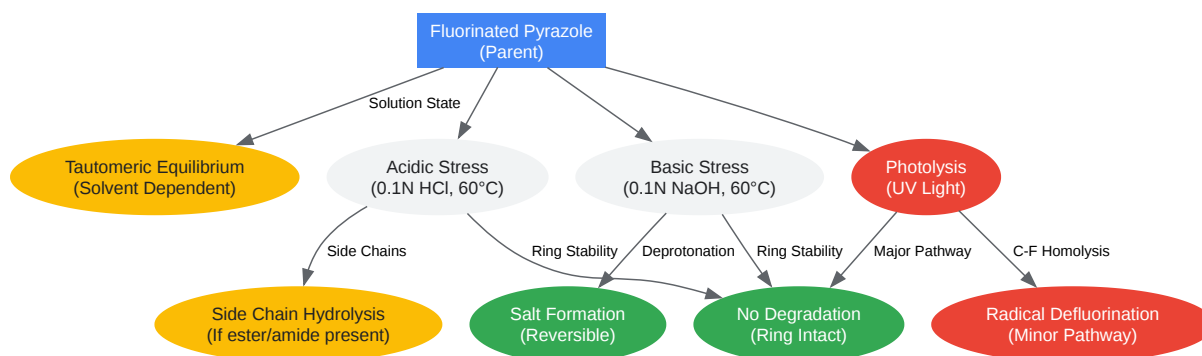 Fluorinated Pyrazole
(Parent)
Solution State
Tautomeric Equilibrium
(Solvent Dependent)
Acidic Stress
(0.1N HCl, 60°C)
Basic Stress
(0.1N NaOH, 60°C)
Photolysis
(UV Light)
Side Chains
Ring Stability
Deprotonation
Ring Stability
Major Pathway
C-F Homolysis
Side Chain Hydrolysis
(If ester/amide present)
Salt Formation
(Reversible)
No Degradation
(Ring Intact)
Radical Defluorination
(Minor Pathway)